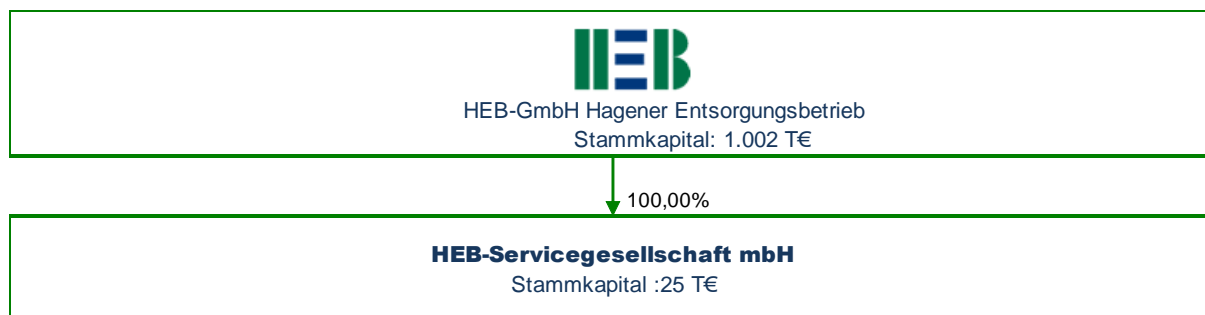 HEB
HEB-GmbH Hagener Entsorgungsbetrieb
Stammkapital: 1.002 T€
100,00%
HEB-Servicegesellschaft mbH
Stammkapital :25 T€